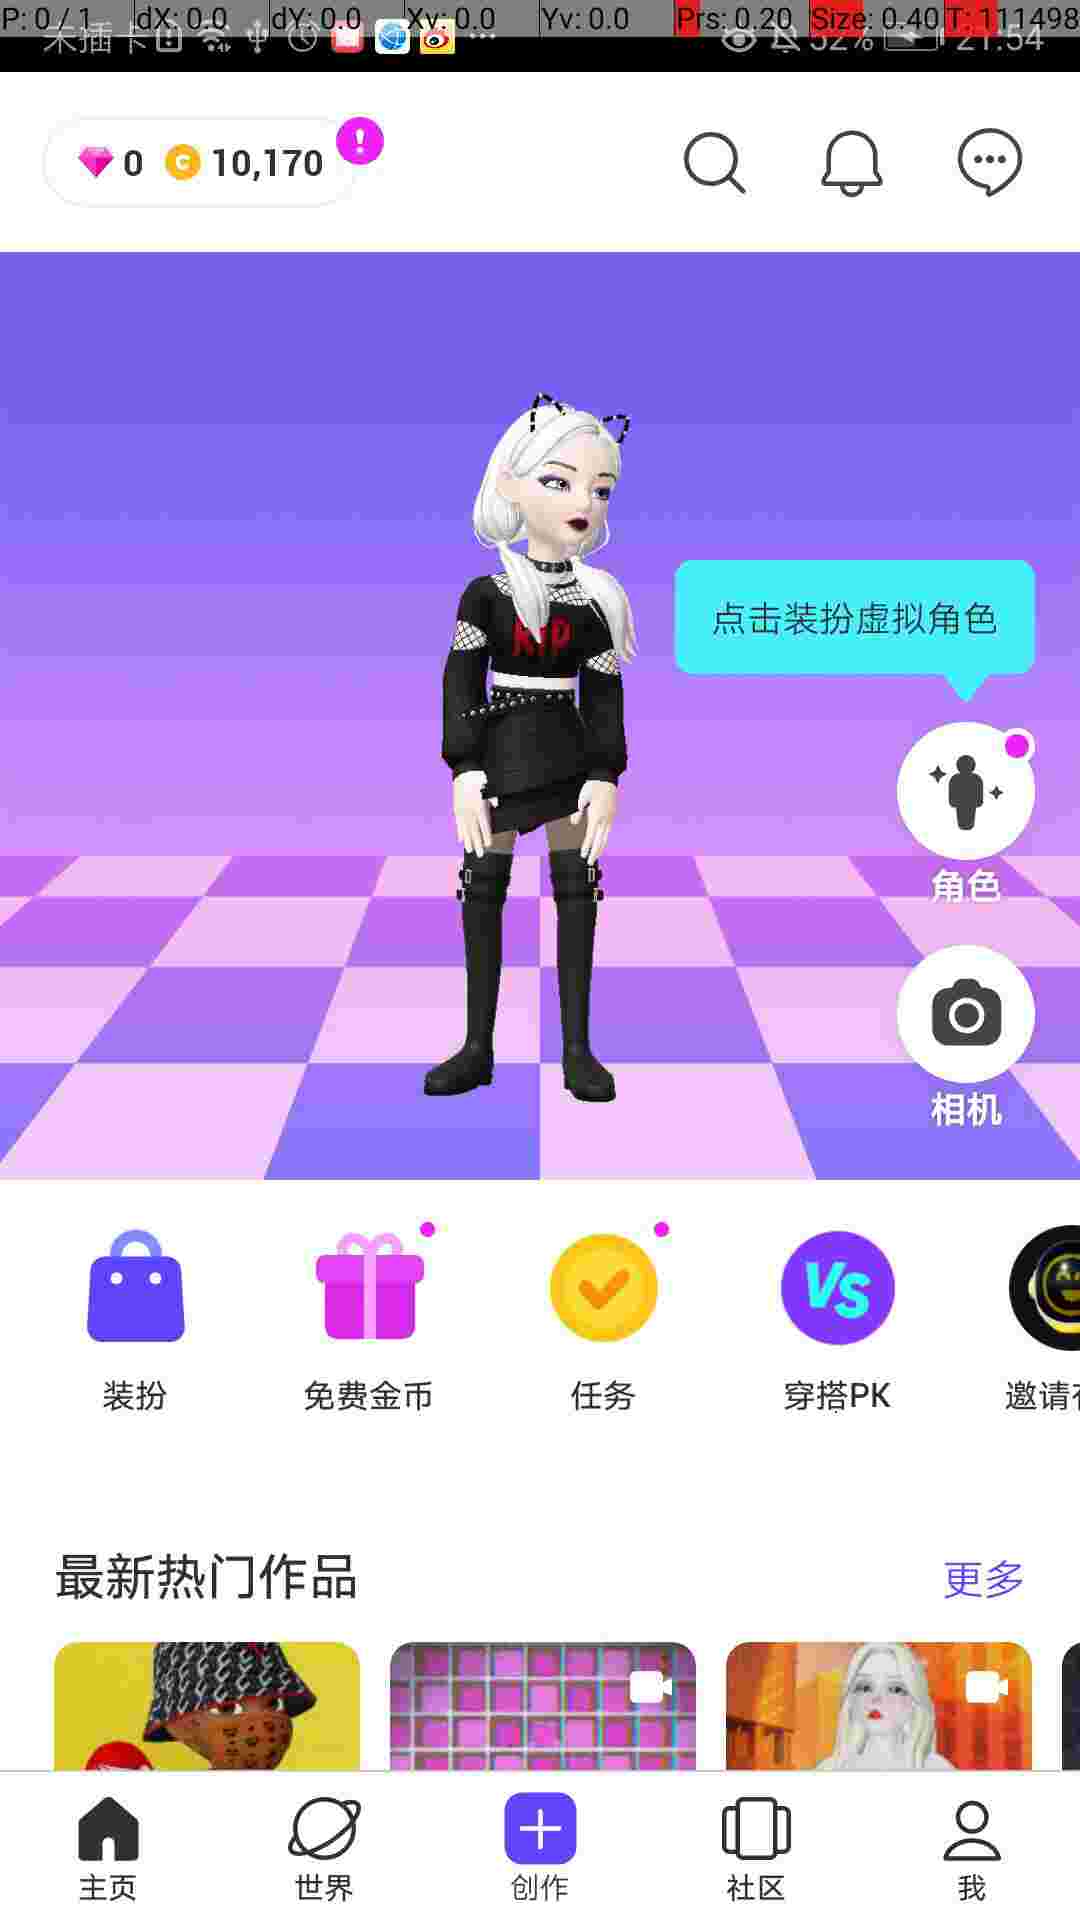 P: 0 / 1 dX: 0.0 dY: 0.0 Xv: 0.0 Yv: 0.0 Prs: 0.20 Size: 0.40 T: 111498
未插卡 52% 21:54
0 C 10,170 !
RIP
点击装扮虚拟角色
角色
相机
VS
装扮 免费金币 任务 穿搭PK 邀请
最新热门作品 更多
主页 世界 创作 社区 我